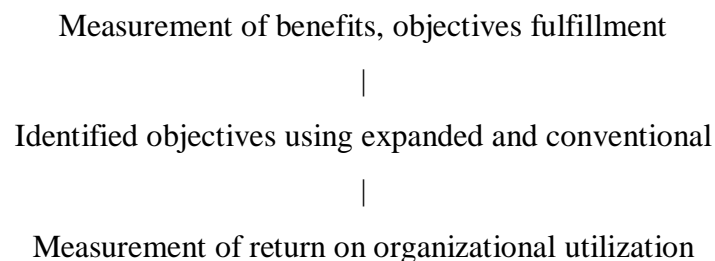 Measurement of benefits, objectives fulfillment
|
Identified objectives using expanded and conventional
|
Measurement of return on organizational utilization